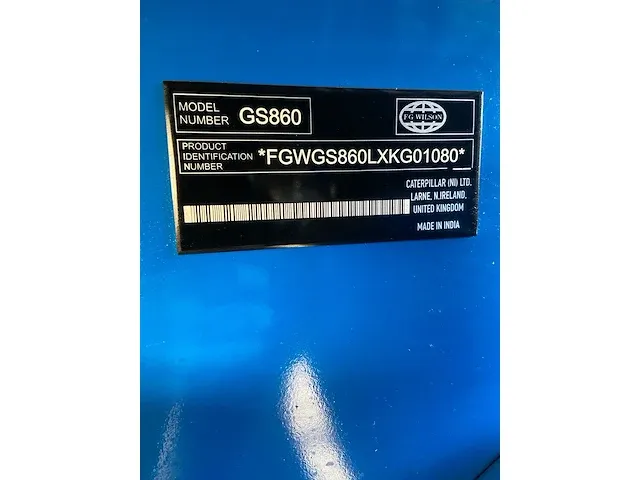 MODEL
NUMBER GS860
FG WILSON
PRODUCT
IDENTIFICATION
NUMBER
*FGWGS860LXKG01080*
CATERPILLAR (NI) LTD.
LARNE, N.IRELAND,
UNITED KINGDOM
MADE IN INDIA